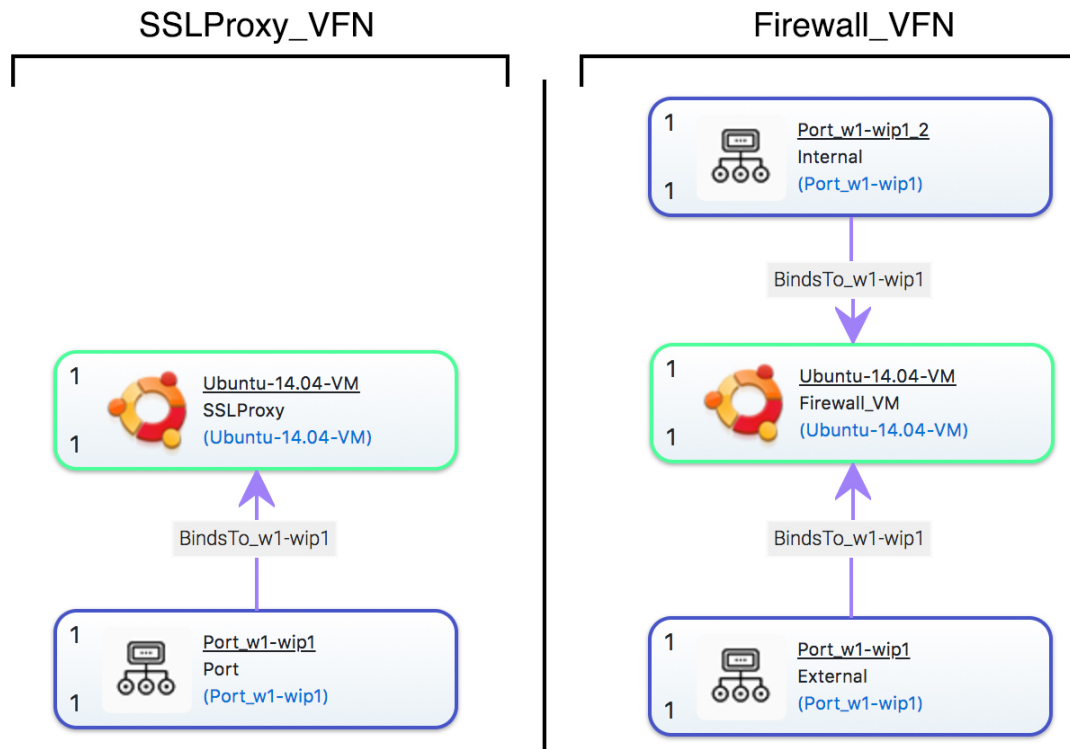 SSLProxy_VFN
1
1
Ubuntu-14.04-VM
SSLProxy
(Ubuntu-14.04-VM)
BindsTo_w1-wip1
1
1
Port_w1-wip1
Port
(Port_w1-wip1)
Firewall_VFN
1
1
Port_w1-wip1_2
Internal
(Port_w1-wip1)
BindsTo_w1-wip1
1
1
Ubuntu-14.04-VM
Firewall_VM
(Ubuntu-14.04-VM)
BindsTo_w1-wip1
1
1
Port_w1-wip1
External
(Port_w1-wip1)